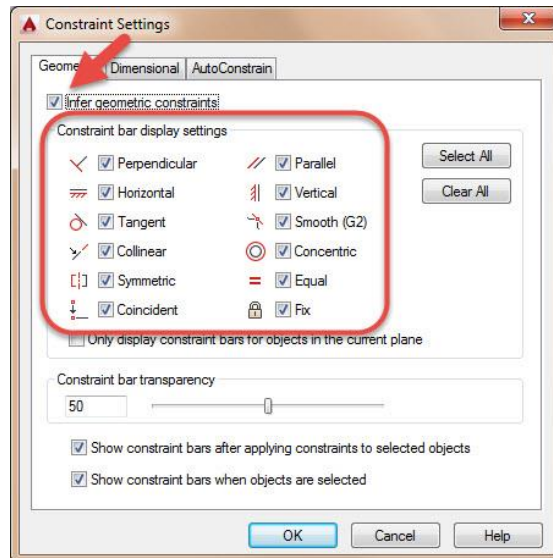 Constraint Settings
Geome Dimensional AutoConstrain
Infer geometric constraints
Constraint bar display settings
Perpendicular Parallel Select All
Horizontal Vertical Clear All
Tangent Smooth (G2)
Collinear Concentric
Symmetric Equal
Coincident Fix
Only display constraint bars for objects in the current plane
Constraint bar transparency
50
Show constraint bars after applying constraints to selected objects
Show constraint bars when objects are selected
OK Cancel Help